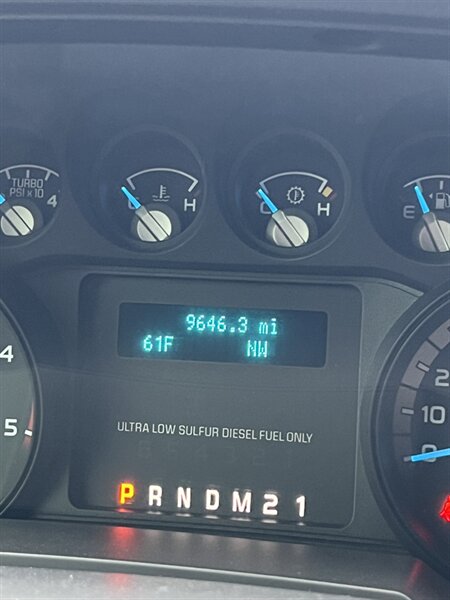 TURBO
PSI x 10
4
C H
C H
E
9646.3 mi
61F NW
ULTRA LOW SULFUR DIESEL FUEL ONLY
4
5
2
10
0
P R N D M 2 1